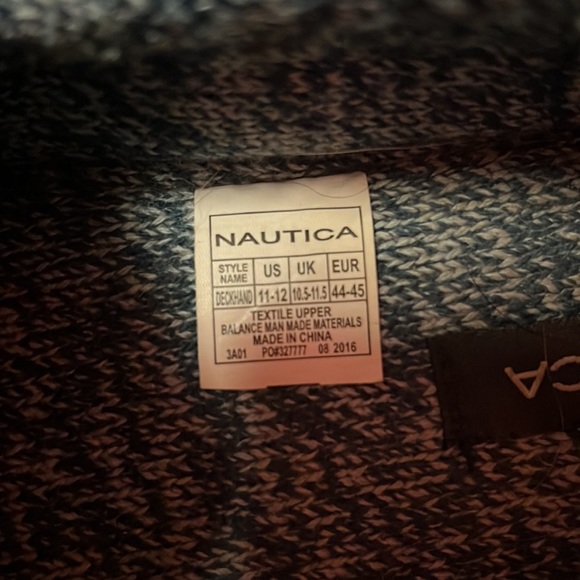 NAUTICA
STYLE NAME US UK EUR
DECKHAND 11-12 10.5-11.5 44-45
TEXTILE UPPER
BALANCE MAN MADE MATERIALS
MADE IN CHINA
3A01 PO#327777 08 2016
CA